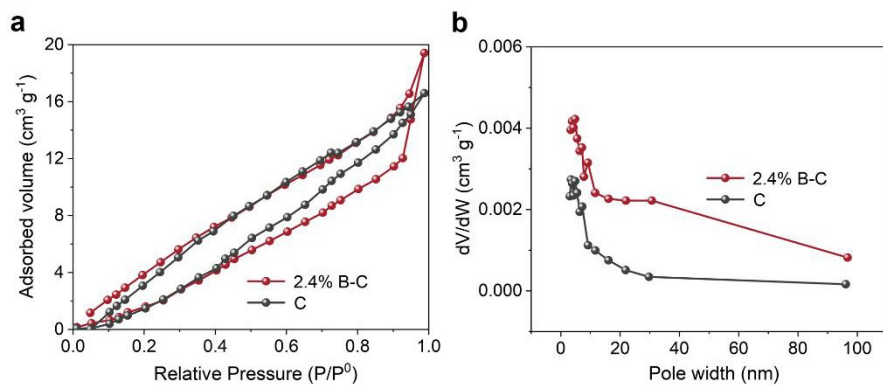 a
20
16
12
8
4
0
Adsorbed volume (cm³ g⁻¹)
2.4% B-C
C
0.0 0.2 0.4 0.6 0.8 1.0
Relative Pressure (P/P⁰)
b
0.006
0.004
0.002
0.000
dV/dW (cm³ g⁻¹)
2.4% B-C
C
0 20 40 60 80 100
Pole width (nm)